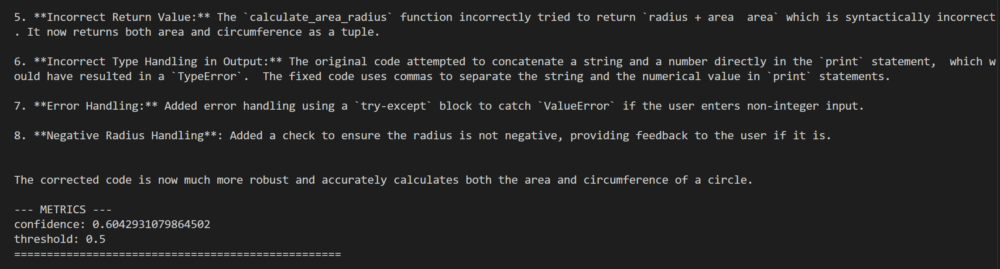 5. **Incorrect Return Value:** The `calculate_area_radius` function incorrectly tried to return `radius + area  area` which is syntactically incorrect
. It now returns both area and circumference as a tuple.
6. **Incorrect Type Handling in Output:** The original code attempted to concatenate a string and a number directly in the `print` statement,  which w
ould have resulted in a `TypeError`.  The fixed code uses commas to separate the string and the numerical value in `print` statements.
7. **Error Handling:** Added error handling using a `try-except` block to catch `ValueError` if the user enters non-integer input.
8. **Negative Radius Handling**: Added a check to ensure the radius is not negative, providing feedback to the user if it is.
The corrected code is now much more robust and accurately calculates both the area and circumference of a circle.
--- METRICS ---
confidence: 0.6042931079864502
threshold: 0.5
==================================================